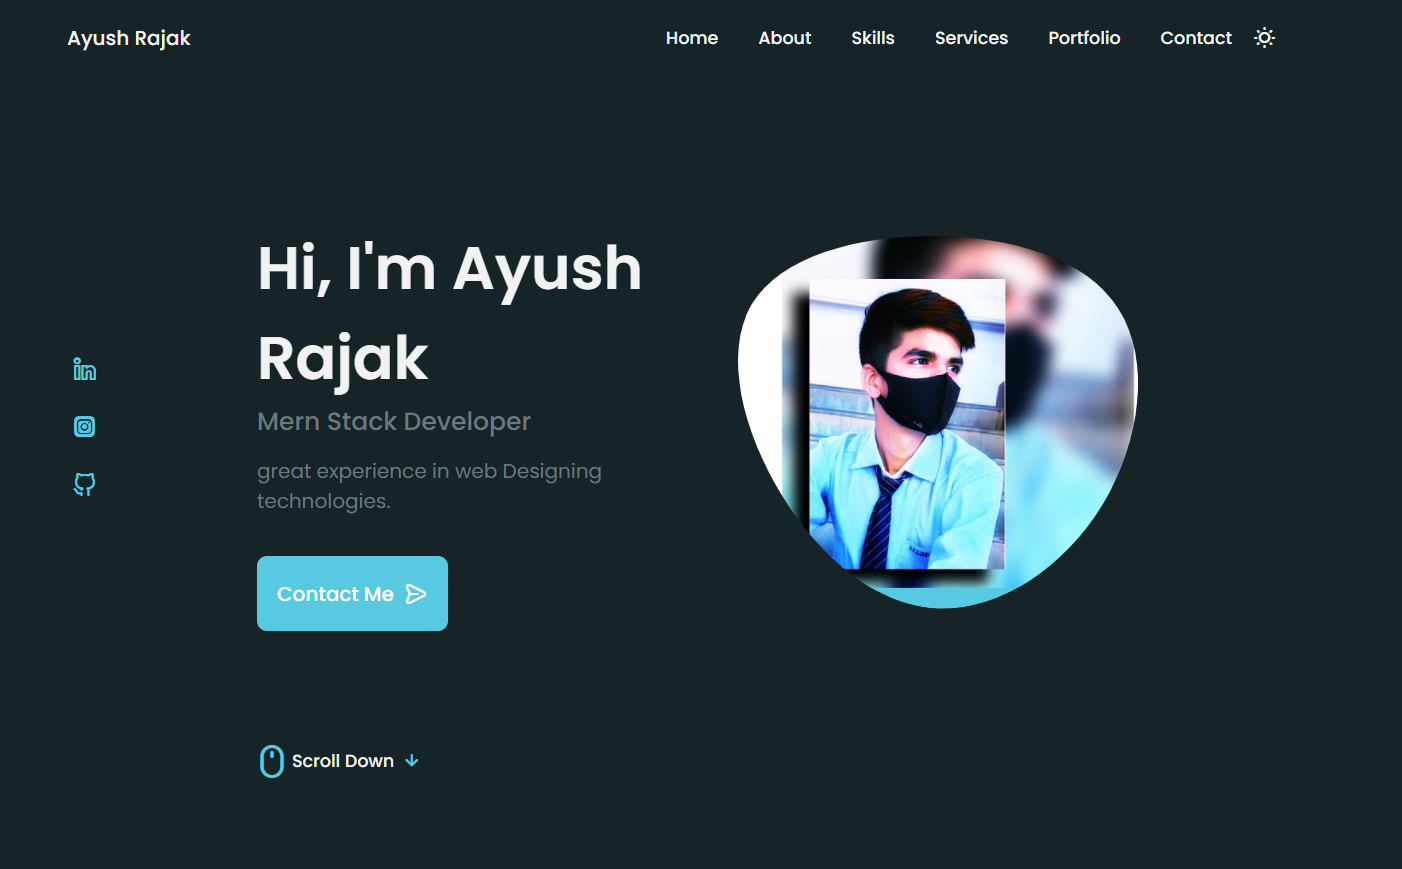 Ayush Rajak
Home About Skills Services Portfolio Contact
Hi, I'm Ayush
Rajak
Mern Stack Developer
great experience in web Designing
technologies.
Contact Me
Scroll Down